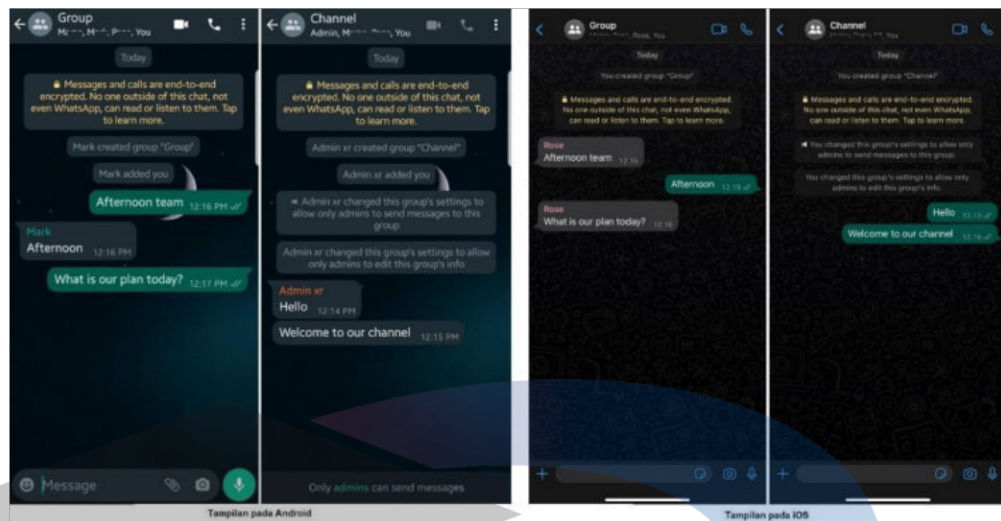 Group
You
Today
Messages and calls are end-to-end
encrypted. No one outside of this chat, not
even WhatsApp, can read or listen to them. Tap
to learn more.
Mark created group "Group"
Mark added you
Afternoon team 12:16 PM
Mark
Afternoon 12:16 PM
What is our plan today? 12:17 PM
Message
Channel
Admin, You
Today
Messages and calls are end-to-end
encrypted. No one outside of this chat, not
even WhatsApp, can read or listen to them. Tap
to learn more.
Admin xr created group "Channel"
Admin xr added you
Admin xr changed this group's settings to
allow only admins to send messages to this
group
Admin xr changed this group's settings to allow
only admins to edit this group's info
Admin xr
Hello 12:14 PM
Welcome to our channel 12:15 PM
Only admins can send messages
Tampilan pada Android
Group
Rose, You
Today
You created group "Group"
Messages and calls are end-to-end encrypted.
No one outside of this chat, not even WhatsApp,
can read or listen to them. Tap to learn more.
Rose
Afternoon team
Afternoon
Rose
What is our plan today? 12.16
Channel
You
Today
You created group "Channel"
Messages and calls are end-to-end encrypted.
No one outside of this chat, not even WhatsApp,
can read or listen to them. Tap to learn more.
You changed this group's settings to allow only
admins to send messages to this group.
You changed this group's settings to allow only
admins to edit this group's info.
Hello
Welcome to our channel
Tampilan pada iOS